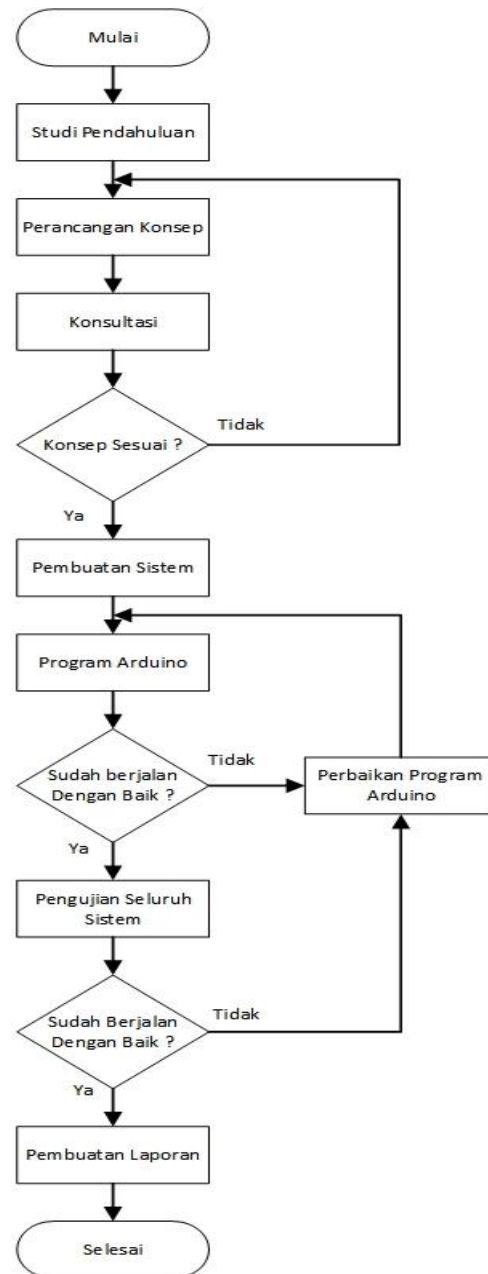 Mulai
Studi Pendahuluan
Perancangan Konsep
Konsultasi
Konsep Sesuai ?
Tidak
Ya
Pembuatan Sistem
Program Arduino
Sudah berjalan
Dengan Baik ?
Tidak
Perbaikan Program
Arduino
Ya
Pengujian Seluruh
Sistem
Sudah Berjalan
Dengan Baik ?
Tidak
Ya
Pembuatan Laporan
Selesai